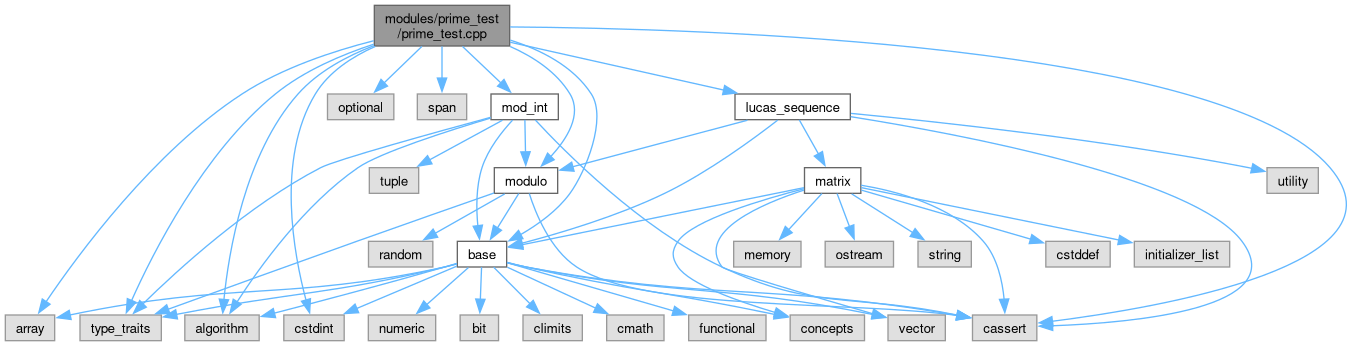 modules/prime_test
/prime_test.cpp
optional
span
mod_int
lucas_sequence
tuple
modulo
matrix
utility
random
base
memory
ostream
string
cstddef
initializer_list
array
type_traits
algorithm
cstdint
numeric
bit
climits
cmath
functional
concepts
vector
cassert